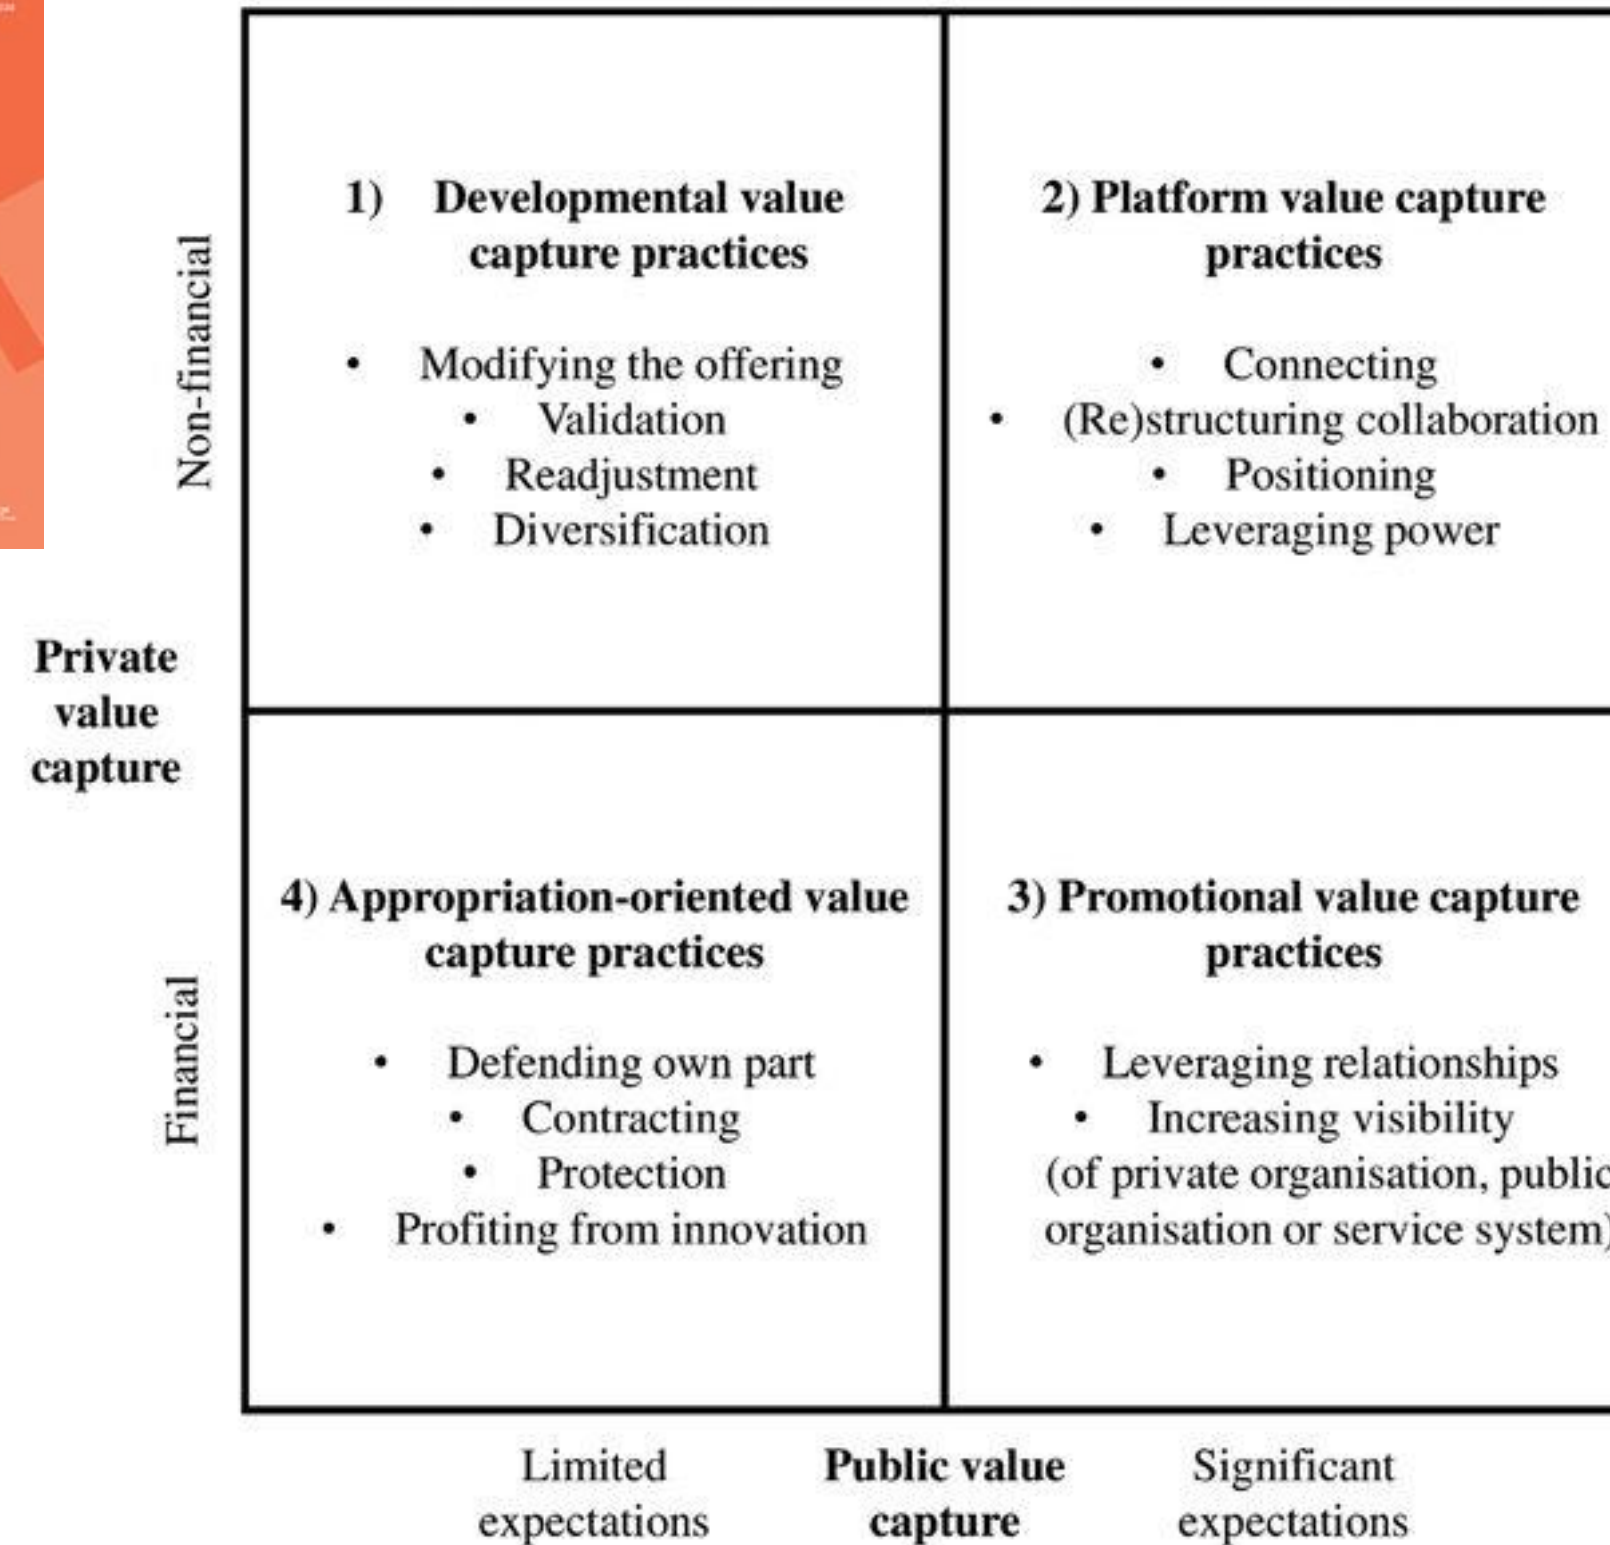 1) Developmental value
capture practices
• Modifying the offering
• Validation
• Readjustment
• Diversification
2) Platform value capture
practices
• Connecting
• (Re)structuring collaboration
• Positioning
• Leveraging power
Non-financial
Private
value
capture
Financial
4) Appropriation-oriented value
capture practices
• Defending own part
• Contracting
• Protection
• Profiting from innovation
3) Promotional value capture
practices
• Leveraging relationships
• Increasing visibility
(of private organisation, public
organisation or service system)
Limited
expectations
Public value
capture
Significant
expectations